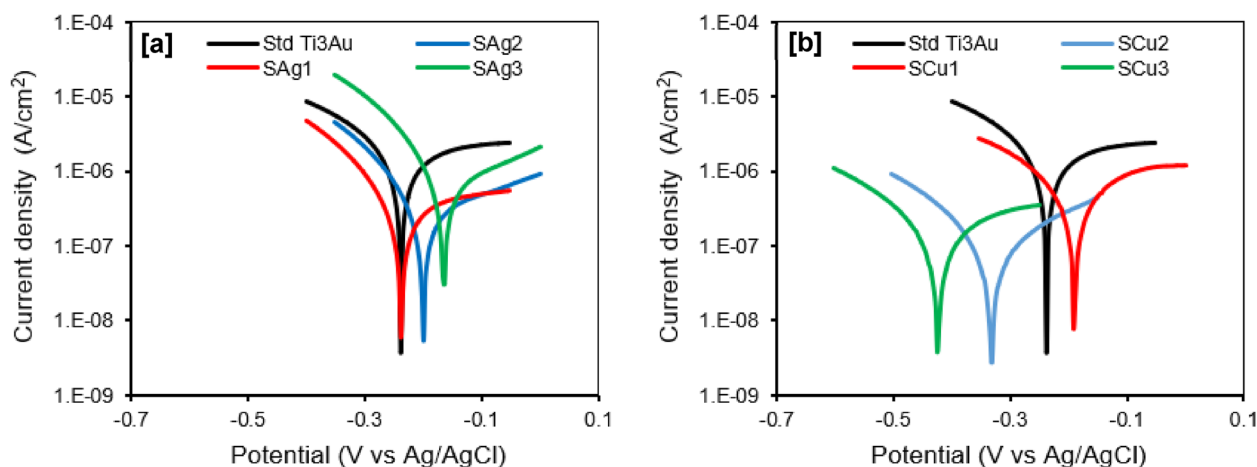 [a]
Std Ti3Au
SAg2
SAg1
SAg3
Current density (A/cm²)
1.E-04
1.E-05
1.E-06
1.E-07
1.E-08
1.E-09
-0.7
-0.5
-0.3
-0.1
0.1
Potential (V vs Ag/AgCl)
[b]
Std Ti3Au
SCu2
SCu1
SCu3
Current density (A/cm²)
1.E-04
1.E-05
1.E-06
1.E-07
1.E-08
1.E-09
-0.7
-0.5
-0.3
-0.1
0.1
Potential (V vs Ag/AgCl)